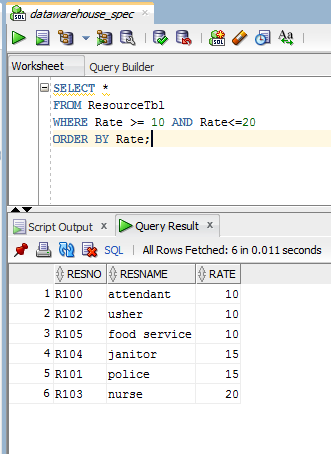 datawarehouse_spec
SQL
Aa
Worksheet Query Builder
SELECT *
FROM ResourceTbl
WHERE Rate >= 10 AND Rate<=20
ORDER BY Rate;
Script Output x Query Result x
SQL | All Rows Fetched: 6 in 0.011 seconds
RESNO RESNAME RATE
1 R100 attendant 10
2 R102 usher 10
3 R105 food service 10
4 R104 janitor 15
5 R101 police 15
6 R103 nurse 20